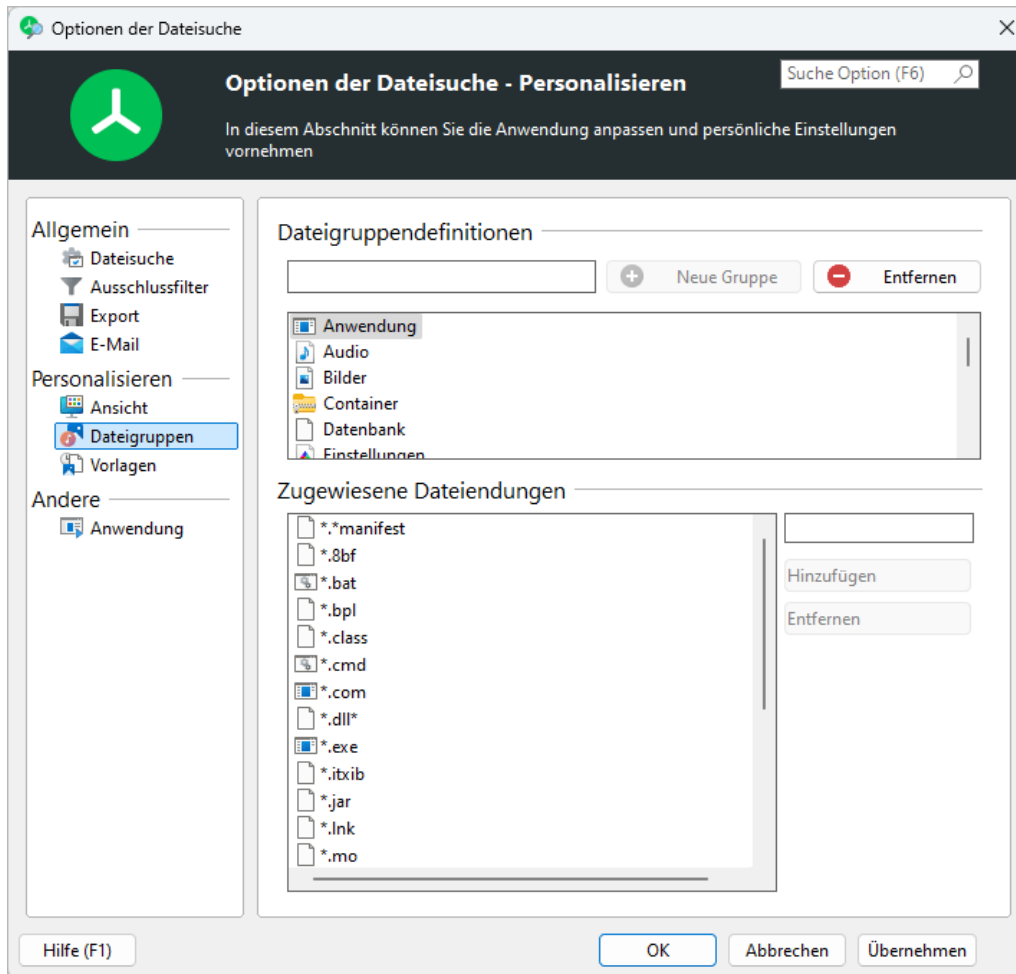 Optionen der Dateisuche
Optionen der Dateisuche - Personalisieren
Suche Option (F6)
In diesem Abschnitt können Sie die Anwendung anpassen und persönliche Einstellungen
vornehmen
Allgemein
Dateisuche
Ausschlussfilter
Export
E-Mail
Personalisieren
Ansicht
Dateigruppen
Vorlagen
Andere
Anwendung
Dateigruppendefinitionen
Neue Gruppe
Entfernen
Anwendung
Audio
Bilder
Container
Datenbank
Einstellungen
Zugewiesene Dateiendungen
*.*manifest
*.8bf
*.bat
*.bpl
*.class
*.cmd
*.com
*.dll*
*.exe
*.itxib
*.jar
*.lnk
*.mo
Hinzufügen
Entfernen
Hilfe (F1)
OK
Abbrechen
Übernehmen